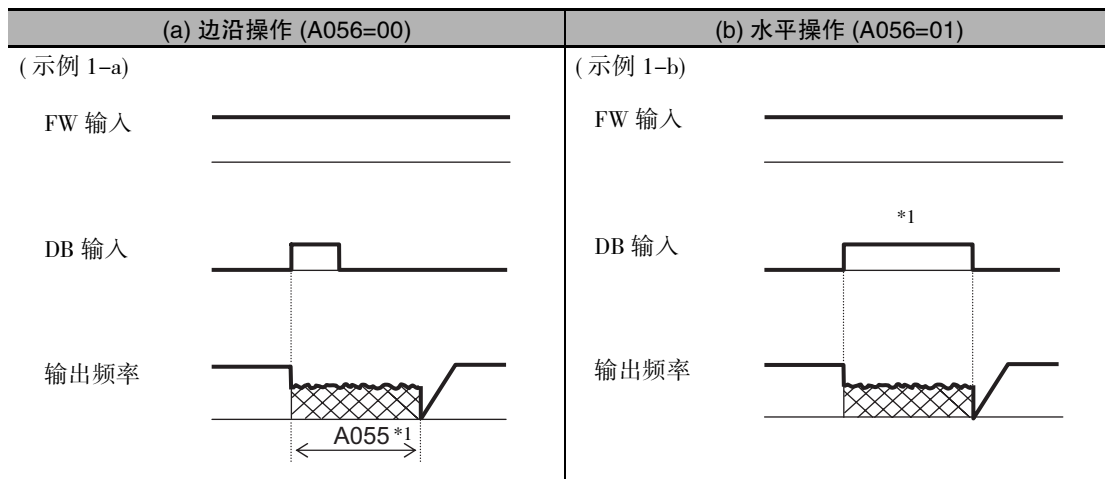 (a) 边沿操作 (A056=00)
(b) 水平操作 (A056=01)
( 示例 1-a)
FW 输入
DB 输入
输出频率
A055 *1
( 示例 1-b)
FW 输入
*1
DB 输入
输出频率